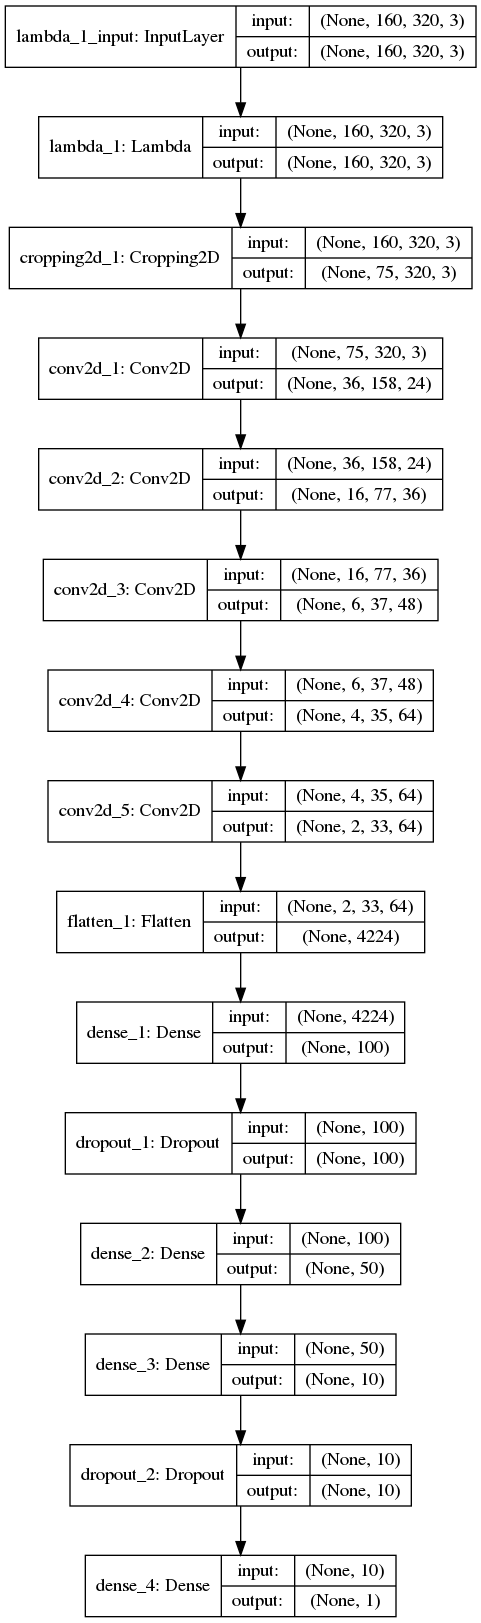 lambda_1_input: InputLayer
input: (None, 160, 320, 3)
output: (None, 160, 320, 3)
lambda_1: Lambda
input: (None, 160, 320, 3)
output: (None, 160, 320, 3)
cropping2d_1: Cropping2D
input: (None, 160, 320, 3)
output: (None, 75, 320, 3)
conv2d_1: Conv2D
input: (None, 75, 320, 3)
output: (None, 36, 158, 24)
conv2d_2: Conv2D
input: (None, 36, 158, 24)
output: (None, 16, 77, 36)
conv2d_3: Conv2D
input: (None, 16, 77, 36)
output: (None, 6, 37, 48)
conv2d_4: Conv2D
input: (None, 6, 37, 48)
output: (None, 4, 35, 64)
conv2d_5: Conv2D
input: (None, 4, 35, 64)
output: (None, 2, 33, 64)
flatten_1: Flatten
input: (None, 2, 33, 64)
output: (None, 4224)
dense_1: Dense
input: (None, 4224)
output: (None, 100)
dropout_1: Dropout
input: (None, 100)
output: (None, 100)
dense_2: Dense
input: (None, 100)
output: (None, 50)
dense_3: Dense
input: (None, 50)
output: (None, 10)
dropout_2: Dropout
input: (None, 10)
output: (None, 10)
dense_4: Dense
input: (None, 10)
output: (None, 1)